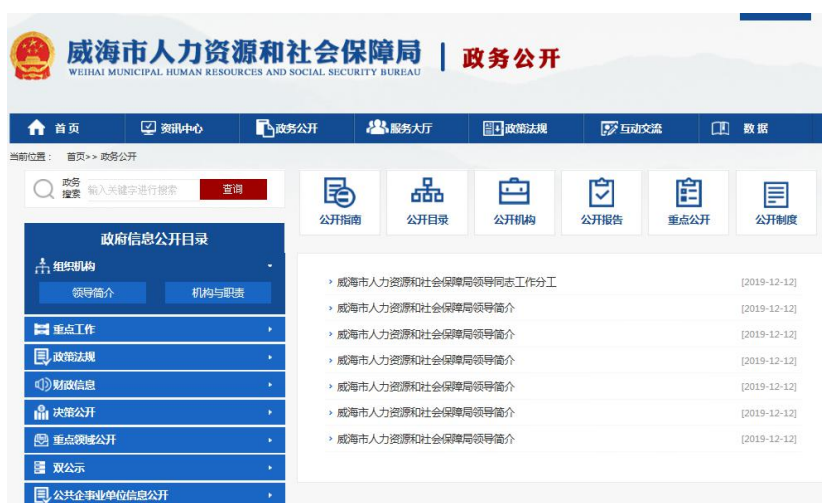 威海市人力资源和社会保障局 | 政务公开
WEIHAI MUNICIPAL HUMAN RESOURCES AND SOCIAL SECURITY BUREAU
首页 资讯中心 政务公开 服务大厅 政策法规 互动交流 数据
当前位置: 首页>> 政务公开
政务搜索 输入关键字进行搜索 查询
公开指南 公开目录 公开机构 公开报告 重点公开 公开制度
政府信息公开目录
组织机构
领导简介 机构与职责
重点工作
政策法规
财政信息
决策公开
重点领域公开
双公示
公共企事业单位信息公开
威海市人力资源和社会保障局领导同志工作分工 [2019-12-12]
威海市人力资源和社会保障局领导简介 [2019-12-12]
威海市人力资源和社会保障局领导简介 [2019-12-12]
威海市人力资源和社会保障局领导简介 [2019-12-12]
威海市人力资源和社会保障局领导简介 [2019-12-12]
威海市人力资源和社会保障局领导简介 [2019-12-12]
威海市人力资源和社会保障局领导简介 [2019-12-12]